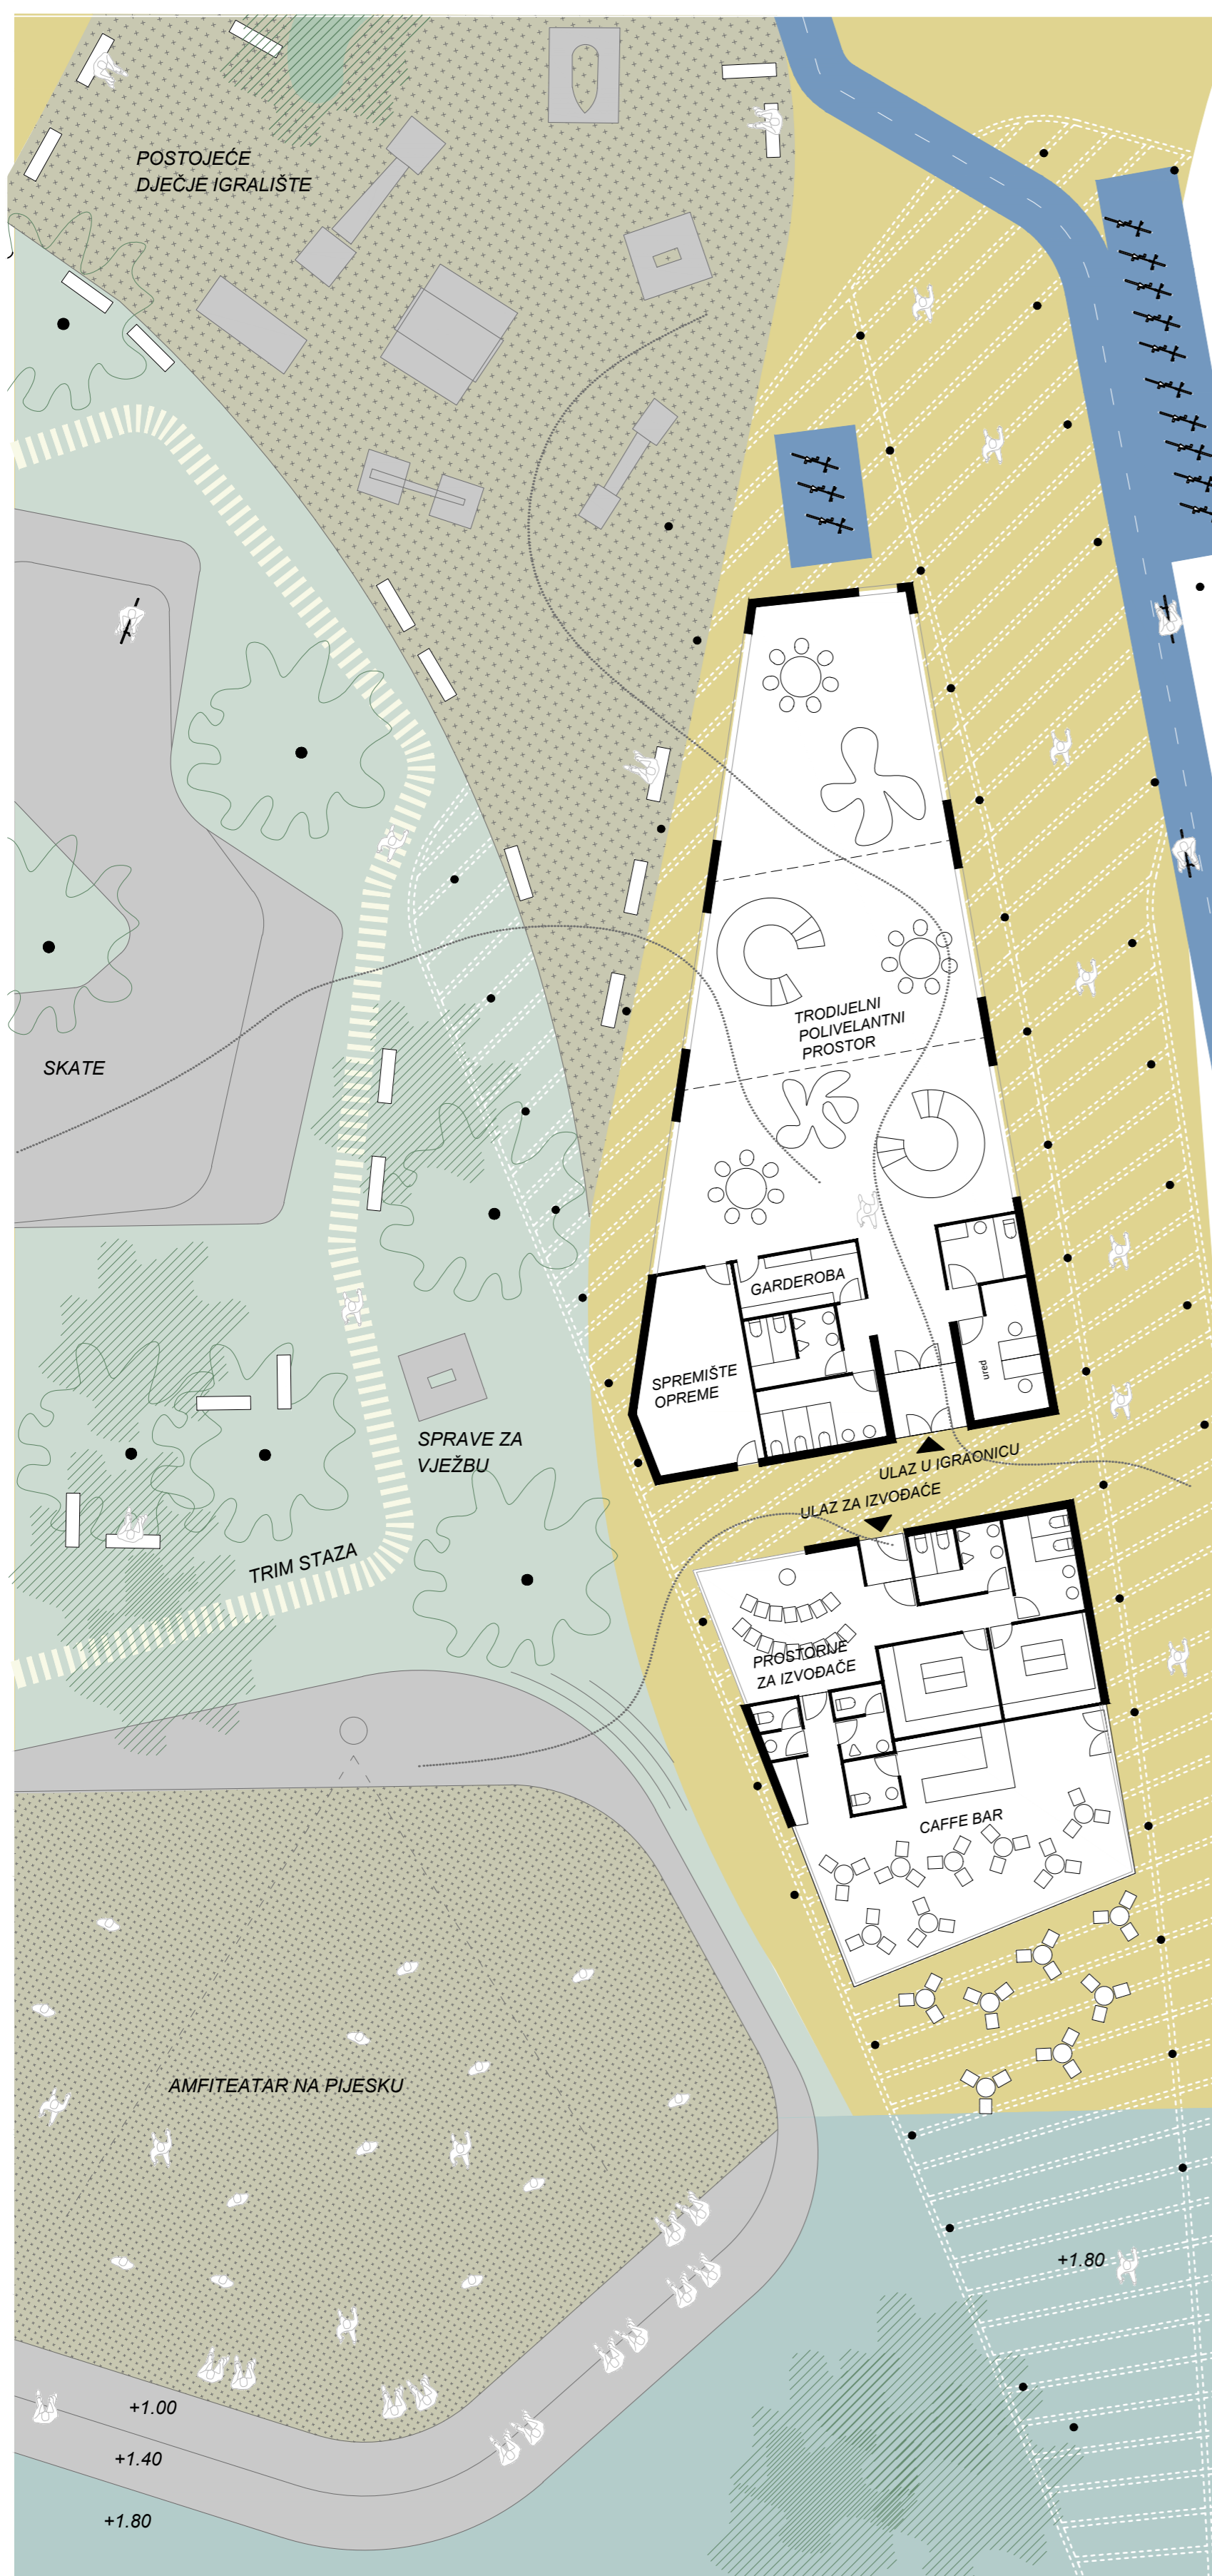 POSTOJEĆE
DJEČJE IGRALIŠTE
TRODIJELNI
POLIVELANTNI
PROSTOR
SKATE
GARDEROBA
SPREMIŠTE
OPREME
ured
SPRAVE ZA
VJEŽBU
ULAZ U IGRAONICU
ULAZ ZA IZVOĐAČE
TRIM STAZA
PROSTORIJE
ZA IZVOĐAČE
CAFFE BAR
AMFITEATAR NA PIJESKU
+1.80
+1.00
+1.40
+1.80